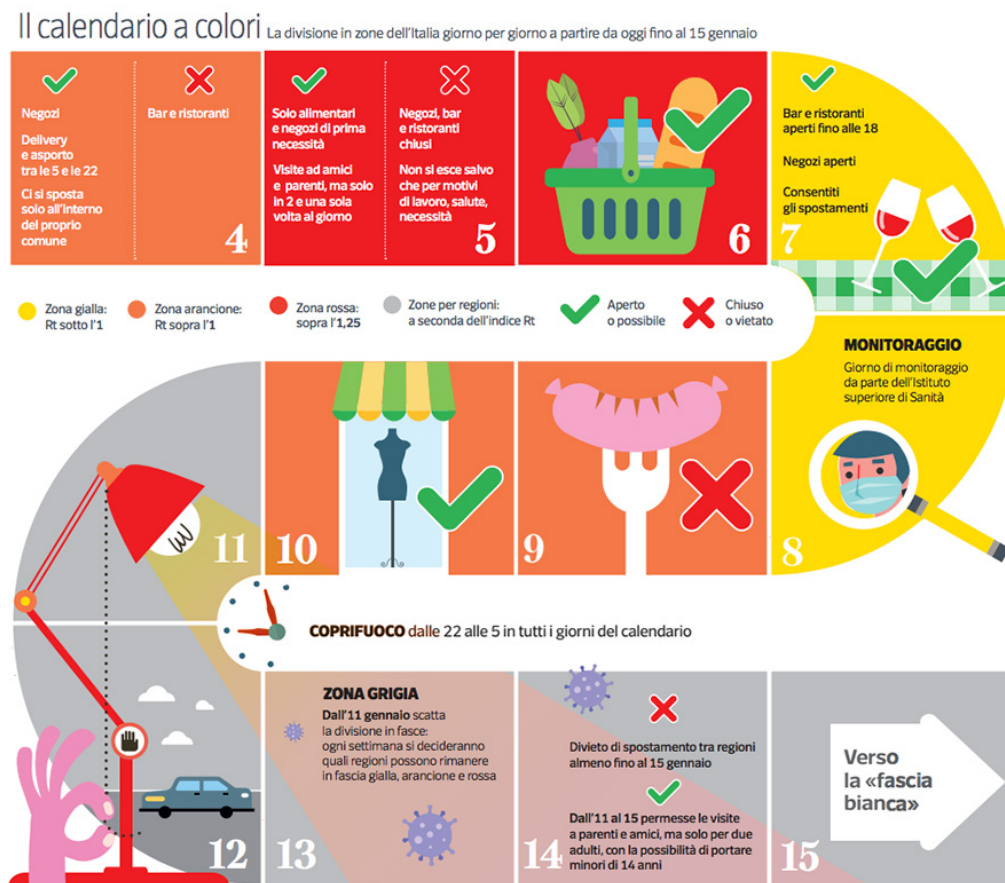 Il calendario a colori La divisione in zone dell'Italia giorno per giorno a partire da oggi fino al 15 gennaio
Negozi
Delivery
e asporto
tra le 5 e le 22
Ci si sposta
solo all'interno
del proprio
comune
Bar e ristoranti
4
Solo alimentari
e negozi di prima
necessità
Visite ad amici
e parenti, ma solo
in 2 e una sola
volta al giorno
Negozi, bar
e ristoranti
chiusi
Non si esce salvo
che per motivi
di lavoro, salute,
necessità
5
6
Bar e ristoranti
aperti fino alle 18
Negozi aperti
Consentiti
gli spostamenti
7
Zona gialla:
Rt sotto l'1
Zona arancione:
Rt sopra l'1
Zona rossa:
sopra l'1,25
Zone per regioni:
a seconda dell'indice Rt
Aperto
o possibile
Chiuso
o vietato
MONITORAGGIO
Giorno di monitoraggio
da parte dell'Istituto
superiore di Sanità
8
9
10
11
COPRIFUOCO dalle 22 alle 5 in tutti i giorni del calendario
12
ZONA GRIGIA
Dall'11 gennaio scatta
la divisione in fasce:
ogni settimana si decideranno
quali regioni possono rimanere
in fascia gialla, arancione e rossa
13
Divieto di spostamento tra regioni
almeno fino al 15 gennaio
Dall'11 al 15 permesse le visite
a parenti e amici, ma solo per due
adulti, con la possibilità di portare
minori di 14 anni
14
Verso
la «fascia
bianca»
15